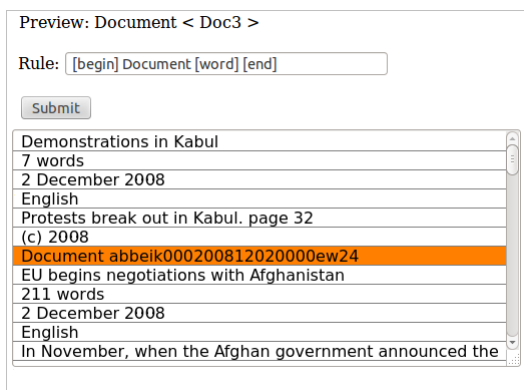 Preview: Document < Doc3 >
Rule: [begin] Document [word] [end]
Submit
Demonstrations in Kabul
7 words
2 December 2008
English
Protests break out in Kabul. page 32
(c) 2008
Document abbeik000200812020000ew24
EU begins negotiations with Afghanistan
211 words
2 December 2008
English
In November, when the Afghan government announced the